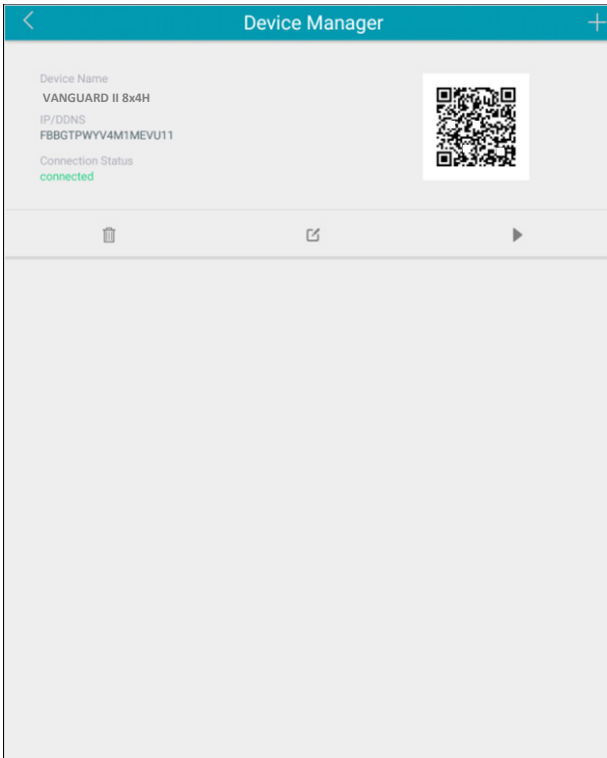 Device Manager
Device Name
VANGUARD II 8x4H
IP/DDNS
FBBGTPWYV4M1MEVU11
Connection Status
connected